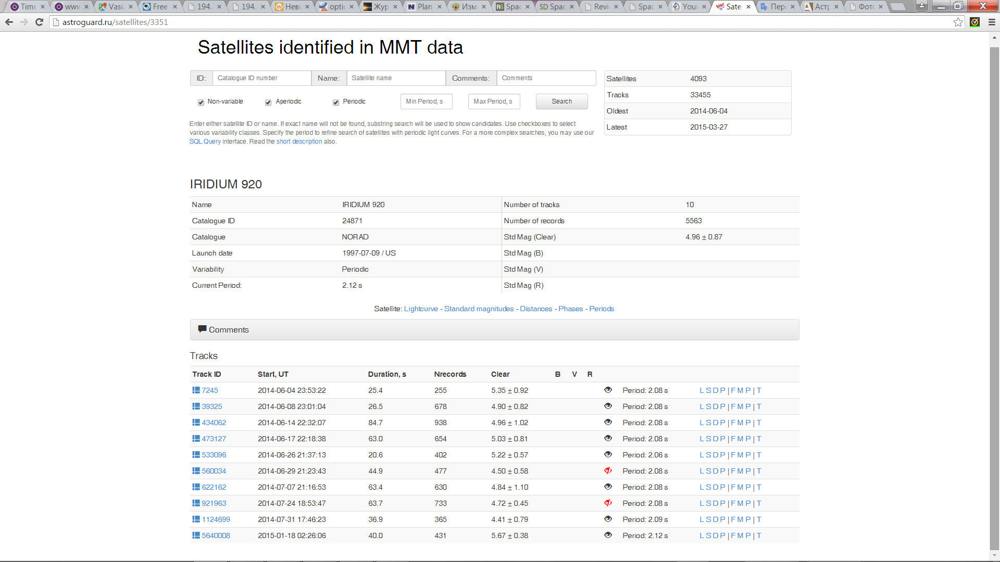 Time www Vasu Free 194. 194. Нев optic Жур Plan Изм Spac Spac Revi Spac Your Sate Пер Астр Фото
astroguard.ru/satellites/3351
Satellites identified in MMT data
ID: Catalogue ID number Name: Satellite name Comments: Comments
Non-variable Aperiodic Periodic Min Period, s Max Period, s Search
Enter either satellite ID or name. If exact name will not be found, substring search will be used to show candidates. Use checkboxes to select
various variability classes. Specify the period to refine search of satellites with periodic light curves. For a more complex searches, you may use our
SQL Query interface. Read the short description also.
Satellites 4093
Tracks 33455
Oldest 2014-06-04
Latest 2015-03-27
IRIDIUM 920
Name IRIDIUM 920 Number of tracks 10
Catalogue ID 24871 Number of records 5563
Catalogue NORAD Std Mag (Clear) 4.96 ± 0.87
Launch date 1997-07-09 / US Std Mag (B)
Variability Periodic Std Mag (V)
Current Period: 2.12 s Std Mag (R)
Satellite: Lightcurve - Standard magnitudes - Distances - Phases - Periods
Comments
Tracks
Track ID Start, UT Duration, s Nrecords Clear B V R
7245 2014-06-04 23:53:22 25.4 255 5.35 ± 0.92 Period: 2.08 s L S D P | F M P | T
39325 2014-06-08 23:01:04 26.5 678 4.90 ± 0.82 Period: 2.08 s L S D P | F M P | T
434062 2014-06-14 22:32:07 84.7 938 4.96 ± 1.02 Period: 2.08 s L S D P | F M P | T
473127 2014-06-17 22:18:38 63.0 654 5.03 ± 0.81 Period: 2.08 s L S D P | F M P | T
533096 2014-06-26 21:37:13 20.6 402 5.22 ± 0.57 Period: 2.06 s L S D P | F M P | T
560034 2014-06-29 21:23:43 44.9 477 4.50 ± 0.58 Period: 2.08 s L S D P | F M P | T
622162 2014-07-07 21:16:53 63.4 630 4.84 ± 1.10 Period: 2.08 s L S D P | F M P | T
921963 2014-07-24 18:53:47 63.7 733 4.72 ± 0.45 Period: 2.08 s L S D P | F M P | T
1124699 2014-07-31 17:46:23 36.9 365 4.41 ± 0.79 Period: 2.09 s L S D P | F M P | T
5640008 2015-01-18 02:26:06 40.0 431 5.67 ± 0.38 Period: 2.12 s L S D P | F M P | T